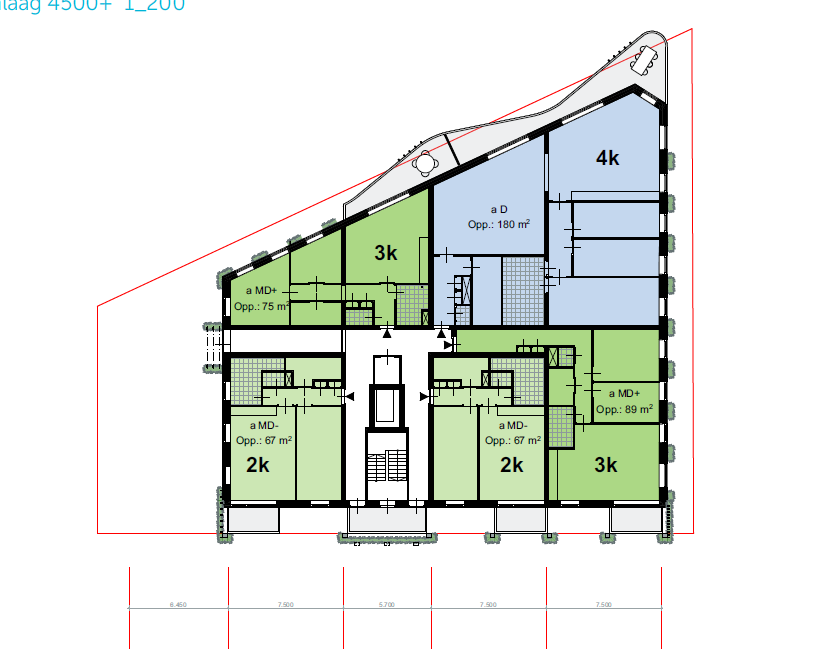 laag 4500+ 1_200
4k
a D
Opp.: 180 m²
3k
a MD+
Opp.: 75 m²
a MD+
Opp.: 89 m²
a MD-
Opp.: 67 m²
a MD-
Opp.: 67 m²
2k
2k
3k
6.450
7.500
5.700
7.500
7.500